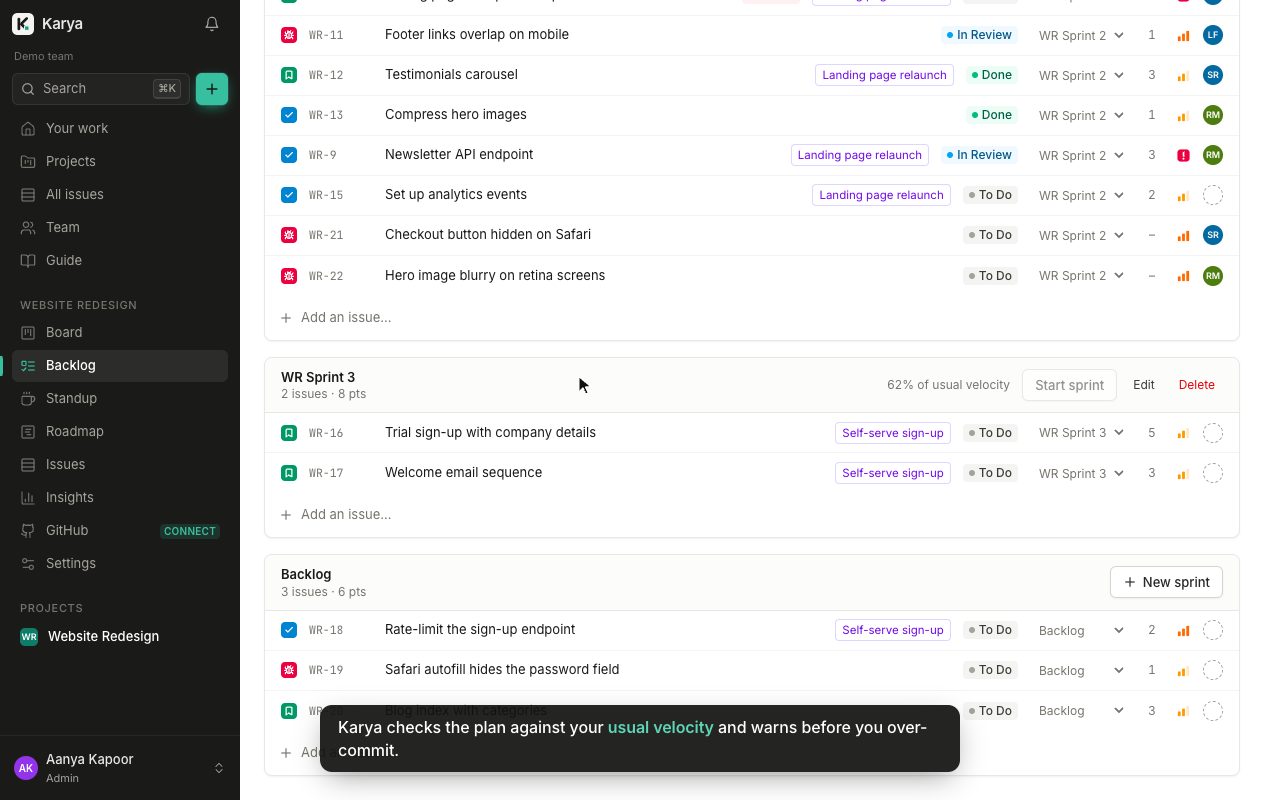 Karya
Demo team
Search ⌘K
Your work
Projects
All issues
Team
Guide
WEBSITE REDESIGN
Board
Backlog
Standup
Roadmap
Issues
Insights
GitHub CONNECT
Settings
PROJECTS
WR Website Redesign
AK Aanya Kapoor
Admin
WR-11 Footer links overlap on mobile In Review WR Sprint 2 1 LF
WR-12 Testimonials carousel Landing page relaunch Done WR Sprint 2 3 SR
WR-13 Compress hero images Done WR Sprint 2 1 RM
WR-9 Newsletter API endpoint Landing page relaunch In Review WR Sprint 2 3 RM
WR-15 Set up analytics events Landing page relaunch To Do WR Sprint 2 2
WR-21 Checkout button hidden on Safari To Do WR Sprint 2 – SR
WR-22 Hero image blurry on retina screens To Do WR Sprint 2 – RM
Add an issue...
WR Sprint 3
2 issues · 8 pts
62% of usual velocity Start sprint Edit Delete
WR-16 Trial sign-up with company details Self-serve sign-up To Do WR Sprint 3 5
WR-17 Welcome email sequence Self-serve sign-up To Do WR Sprint 3 3
Add an issue...
Backlog
3 issues · 6 pts
New sprint
WR-18 Rate-limit the sign-up endpoint Self-serve sign-up To Do Backlog 2
WR-19 Safari autofill hides the password field To Do Backlog 1
WR-20 Blog index with categories To Do Backlog 3
Add
Karya checks the plan against your usual velocity and warns before you over-
commit.